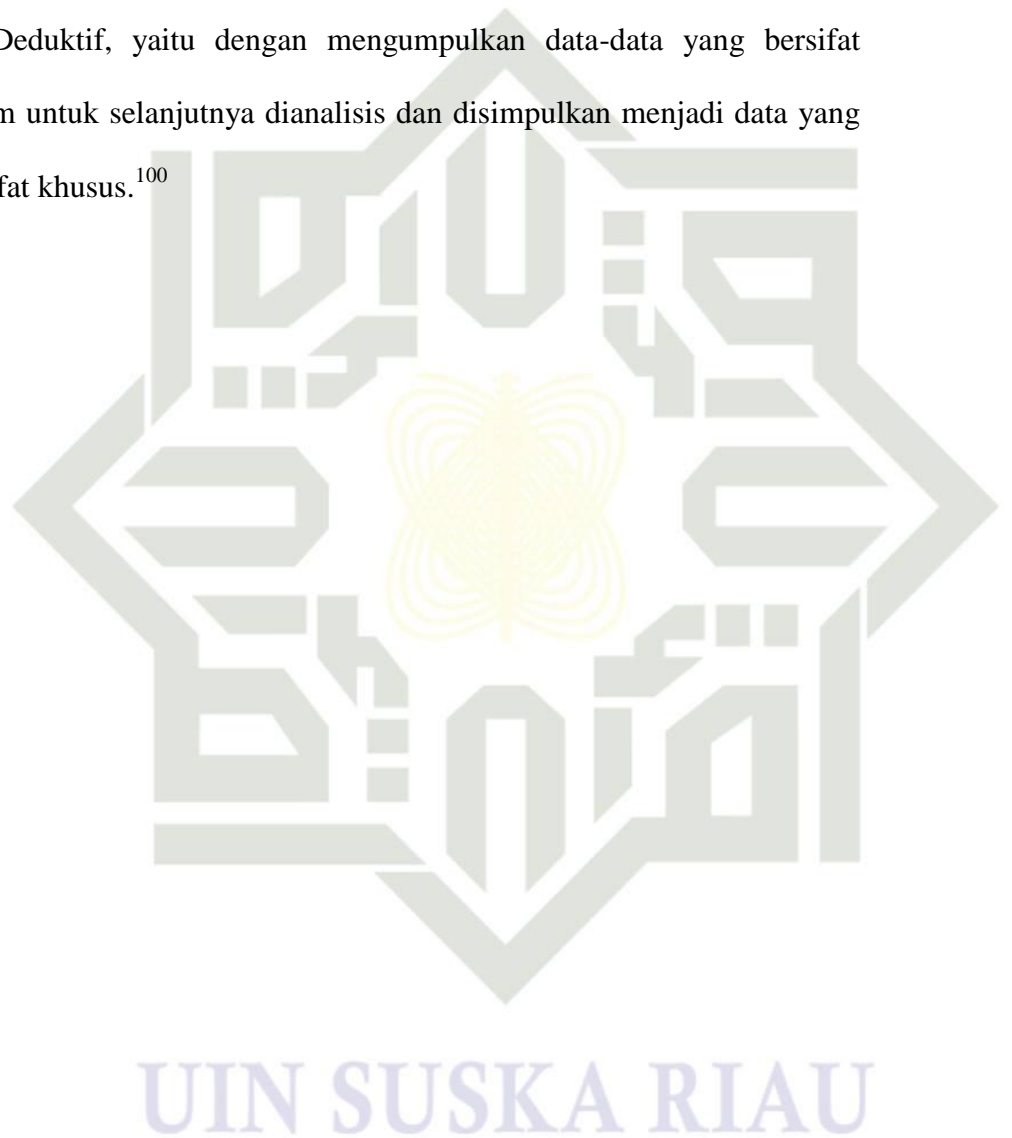 Deduktif, yaitu dengan mengumpulkan data-data yang bersifat
untuk selanjutnya dianalisis dan disimpulkan menjadi data yang
khusus.100
UIN SUSKA RIAU